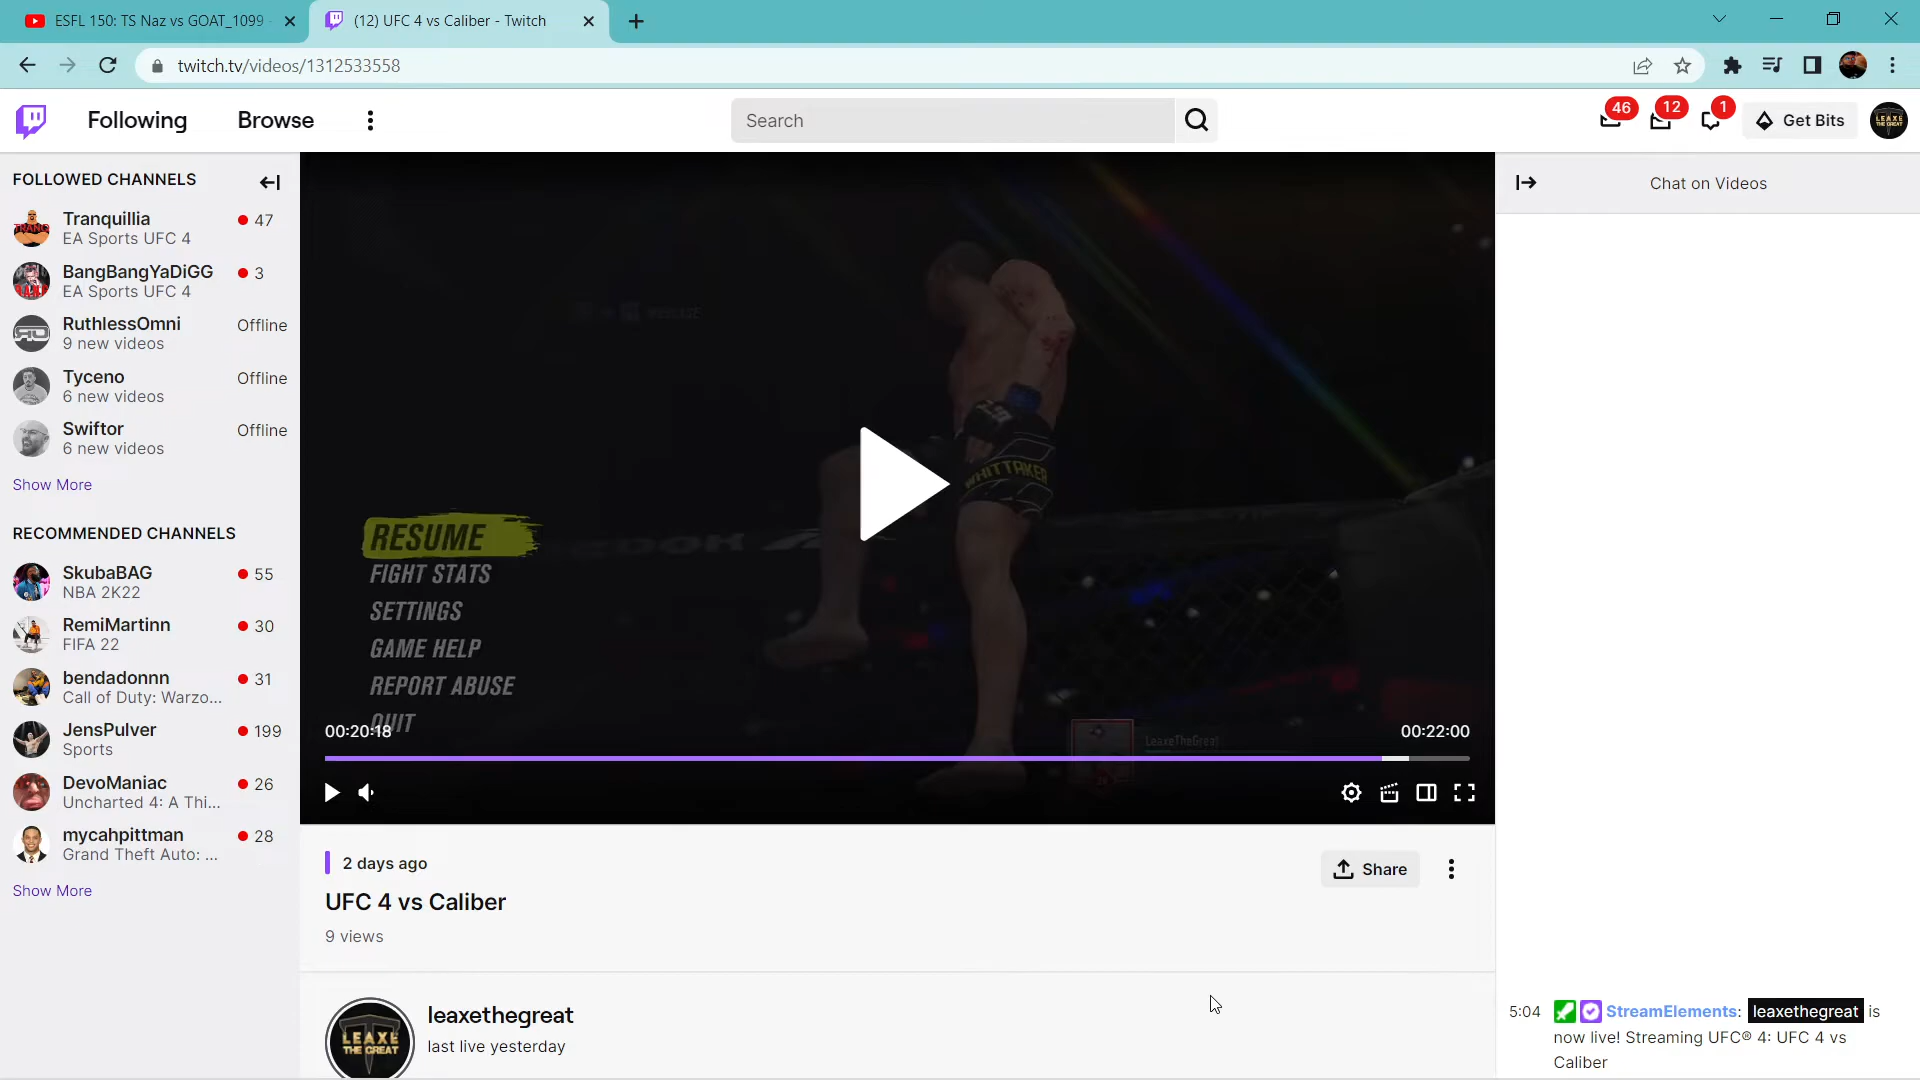 ESFL 150: TS Naz vs GOAT_1099
(12) UFC 4 vs Caliber - Twitch
twitch.tv/videos/1312533558
Following
Browse
Search
46
12
1
Get Bits
FOLLOWED CHANNELS
Tranquillia
47
EA Sports UFC 4
BangBangYaDiGG
3
EA Sports UFC 4
RuthlessOmni
Offline
9 new videos
Tyceno
Offline
6 new videos
Swiftor
Offline
6 new videos
Show More
RECOMMENDED CHANNELS
SkubaBAG
55
NBA 2K22
RemiMartinn
30
FIFA 22
bendadonnn
31
Call of Duty: Warzo...
JensPulver
199
Sports
DevoManiac
26
Uncharted 4: A Thi...
mycahpittman
28
Grand Theft Auto: ...
Show More
WHITTAKER
RESUME
FIGHT STATS
SETTINGS
GAME HELP
REPORT ABUSE
QUIT
LeaxeTheGreat
00:20:18
00:22:00
2 days ago
Share
UFC 4 vs Caliber
9 views
LEAXE
THE GREAT
leaxethegreat
last live yesterday
Chat on Videos
5:04 StreamElements: leaxethegreat is
now live! Streaming UFC® 4: UFC 4 vs
Caliber